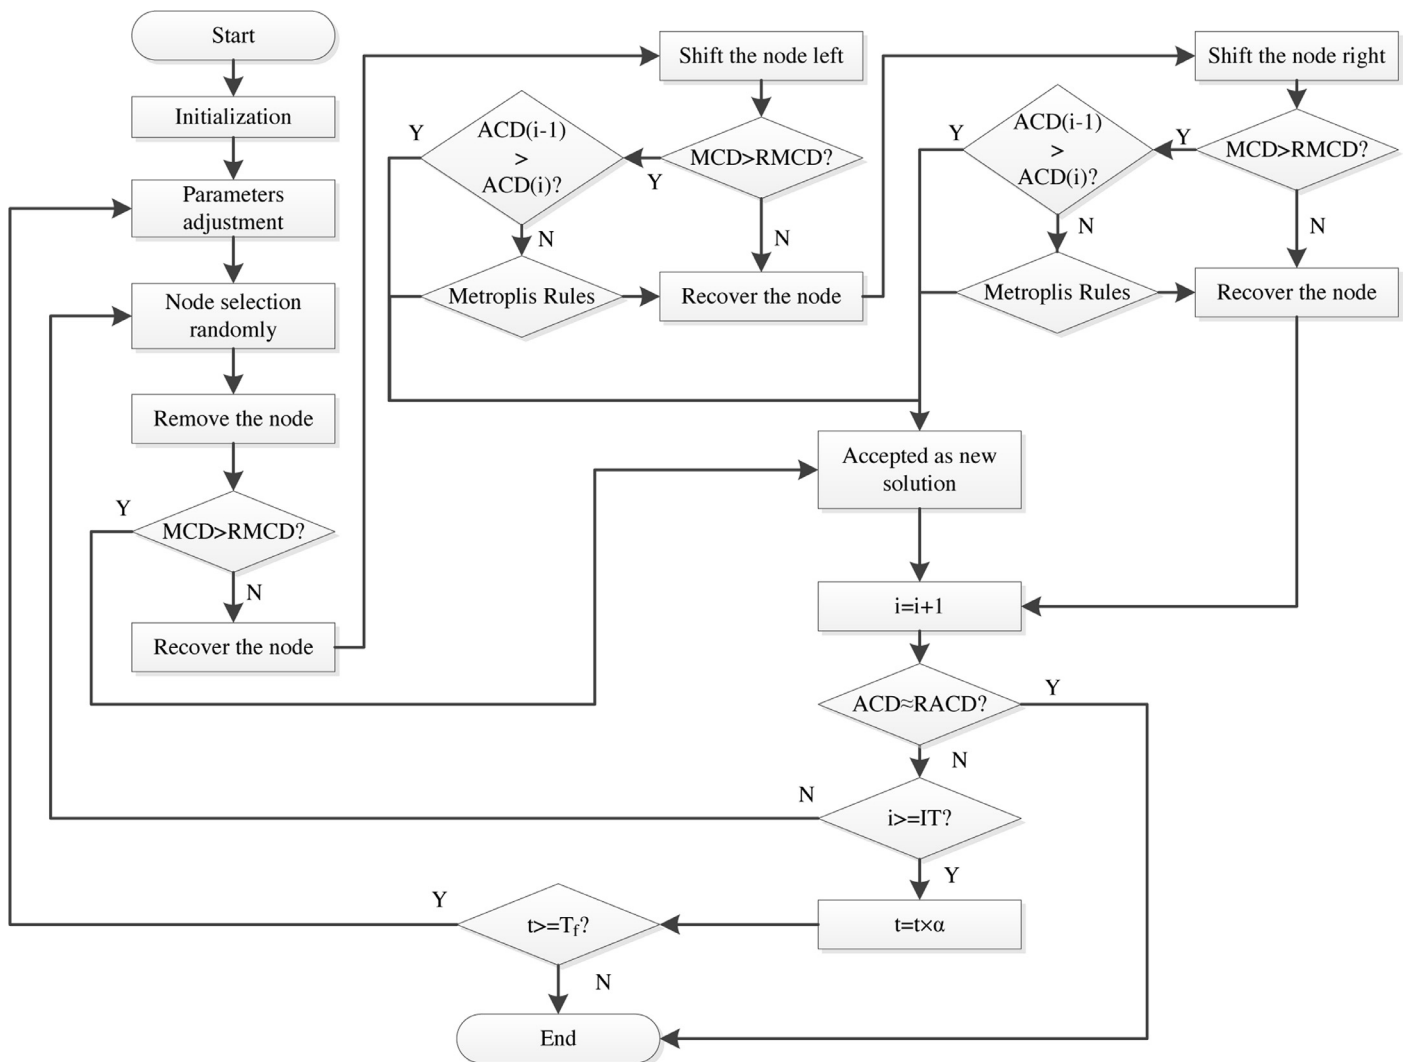 Start
Initialization
Parameters
adjustment
Node selection
randomly
Remove the node
Y
MCD>RMCD?
N
Recover the node
Shift the node left
Y
ACD(i-1)
>
ACD(i)?
MCD>RMCD?
Y
N
N
Metroplis Rules
Recover the node
Shift the node right
Y
ACD(i-1)
>
ACD(i)?
Y
MCD>RMCD?
N
N
Metroplis Rules
Recover the node
Accepted as new
solution
i=i+1
ACD≈RACD?
Y
N
N
i>=IT?
Y
t=t×α
Y
t>=Tf?
N
End